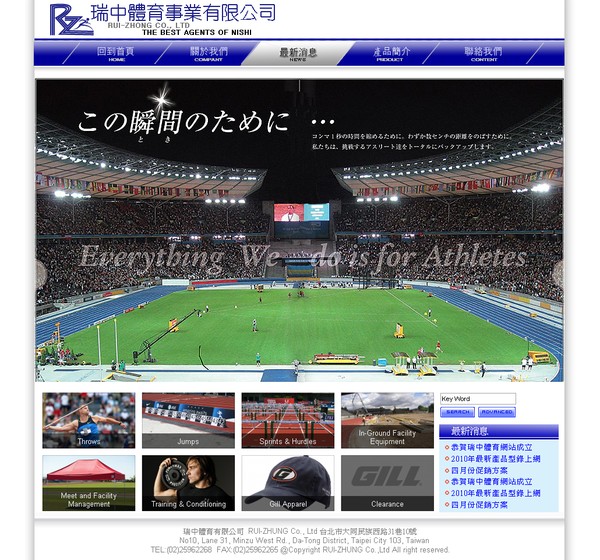 RZ 瑞中體育事業有限公司
RUI-ZHONG CO., LTD
THE BEST AGENTS OF NISHI
回到首頁 關於我們 最新消息 產品簡介 聯絡我們
HOME COMPANY NEWS PRODUCT CONTENT
この瞬間のために ...
とき
コンマ1秒の時間を縮めるために、わずか数センチの距離をのばすために。
私たちは、挑戦するアスリート達をトータルにバックアップします。
Everything We do is for Athletes
Throws
Jumps
Sprints & Hurdles
In-Ground Facility
Equipment
Key Word
SEARCH ADVANCED
最新消息
恭賀瑞中體育網站成立
2010年最新產品型錄上網
四月份促銷方案
恭賀瑞中體育網站成立
2010年最新產品型錄上網
四月份促銷方案
Meet and Facility
Management
Training & Conditioning
G
Gill Apparel
GILL
Clearance
瑞中體育有限公司 RUI-ZHUNG Co., Ltd 台北市大同民族西路31巷10號
No10, Lane 31, Minzu West Rd., Da-Tong District, Taipei City 103, Taiwan
TEL:(02)25962268 FAX:(02)25962265 @Copyright RUI-ZHUNG Co.,Ltd All right reserved.